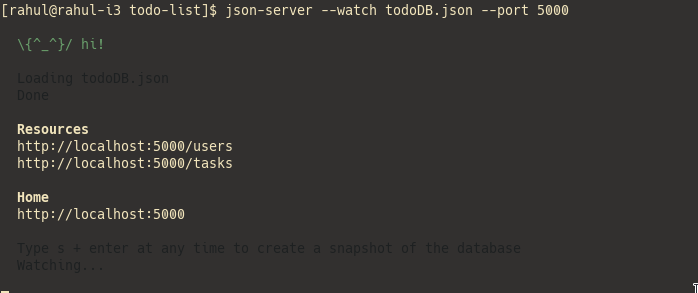 [rahul@rahul-i3 todo-list]$ json-server --watch todoDB.json --port 5000
\{^_^}/ hi!
Loading todoDB.json
Done
Resources
http://localhost:5000/users
http://localhost:5000/tasks
Home
http://localhost:5000
Type s + enter at any time to create a snapshot of the database
Watching...